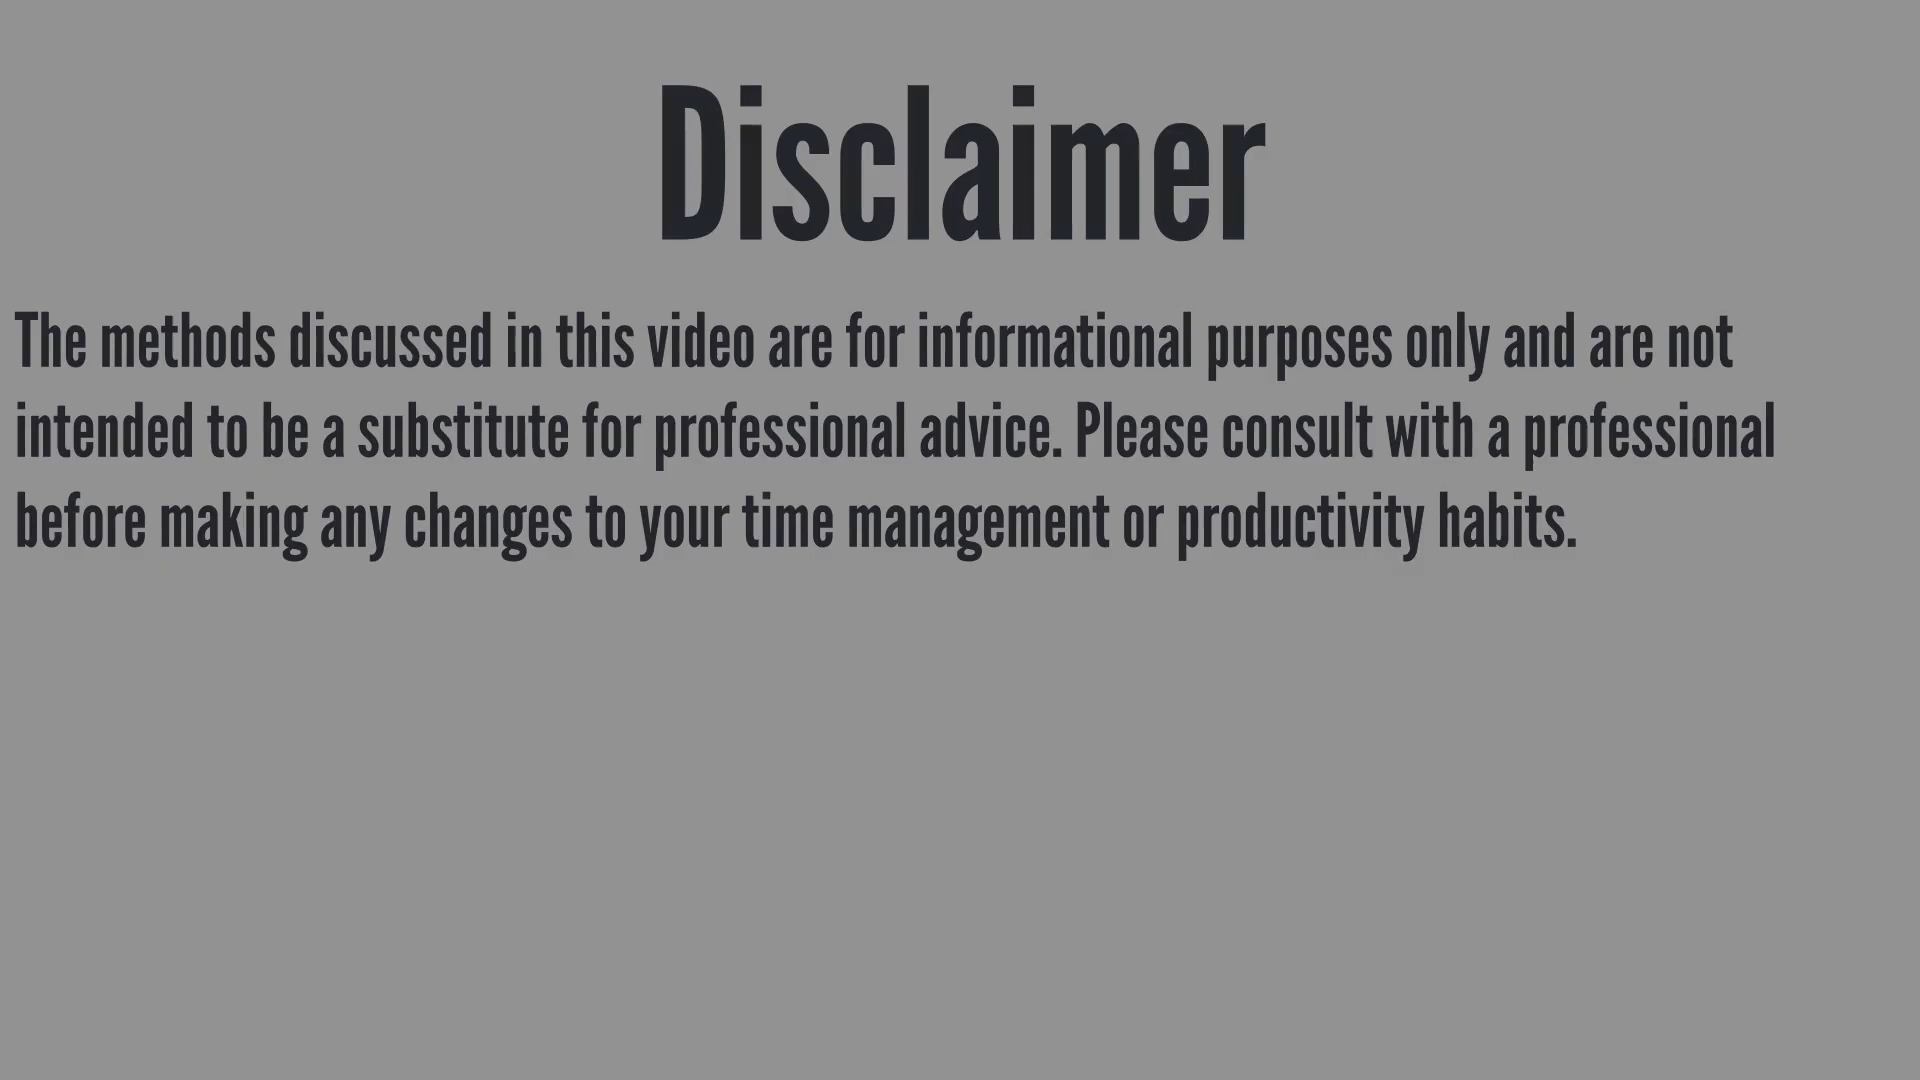 Disclaimer
The methods discussed in this video are for informational purposes only and are not
intended to be a substitute for professional advice. Please consult with a professional
before making any changes to your time management or productivity habits.